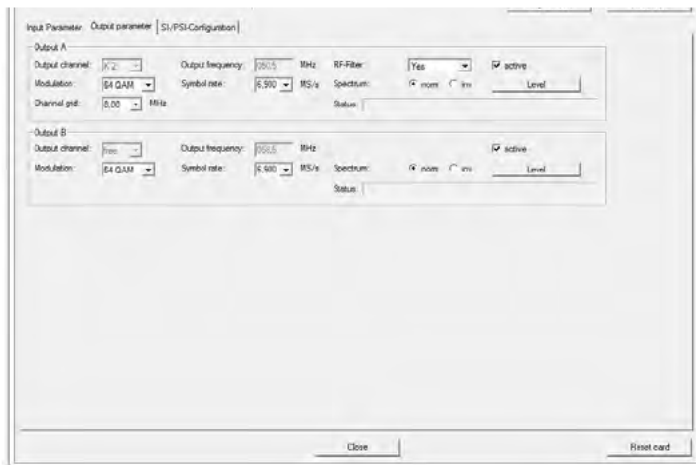 Input Parameter Output parameter SI/PSI-Configuration
Output A
Output channel: K 2 Output frequency: 050.5 MHz RF-Filter: Yes active
Modulation: 64 QAM Symbol rate: 6,900 MS/s Spectrum: norm inv Level
Channel grid: 8,00 MHz Status:
Output B
Output channel: Output frequency: MHz active
Modulation: 64 QAM Symbol rate: 6,900 MS/s Spectrum: norm inv Level
Status:
Close Reset card